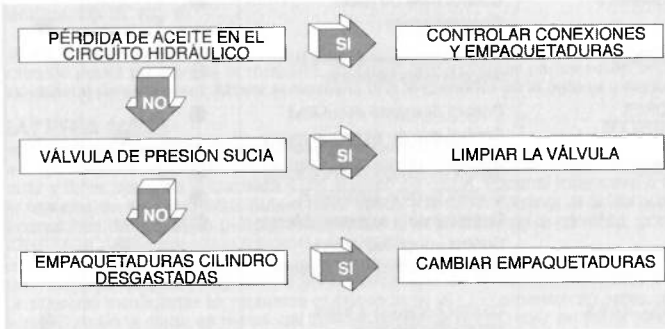 PÉRDIDA DE ACEITE EN EL
CIRCUÍTO HIDRÁULICO
SI
CONTROLAR CONEXIONES
Y EMPAQUETADURAS
NO
VÁLVULA DE PRESIÓN SUCIA
SI
LIMPIAR LA VÁLVULA
NO
EMPAQUETADURAS CILINDRO
DESGASTADAS
SI
CAMBIAR EMPAQUETADURAS